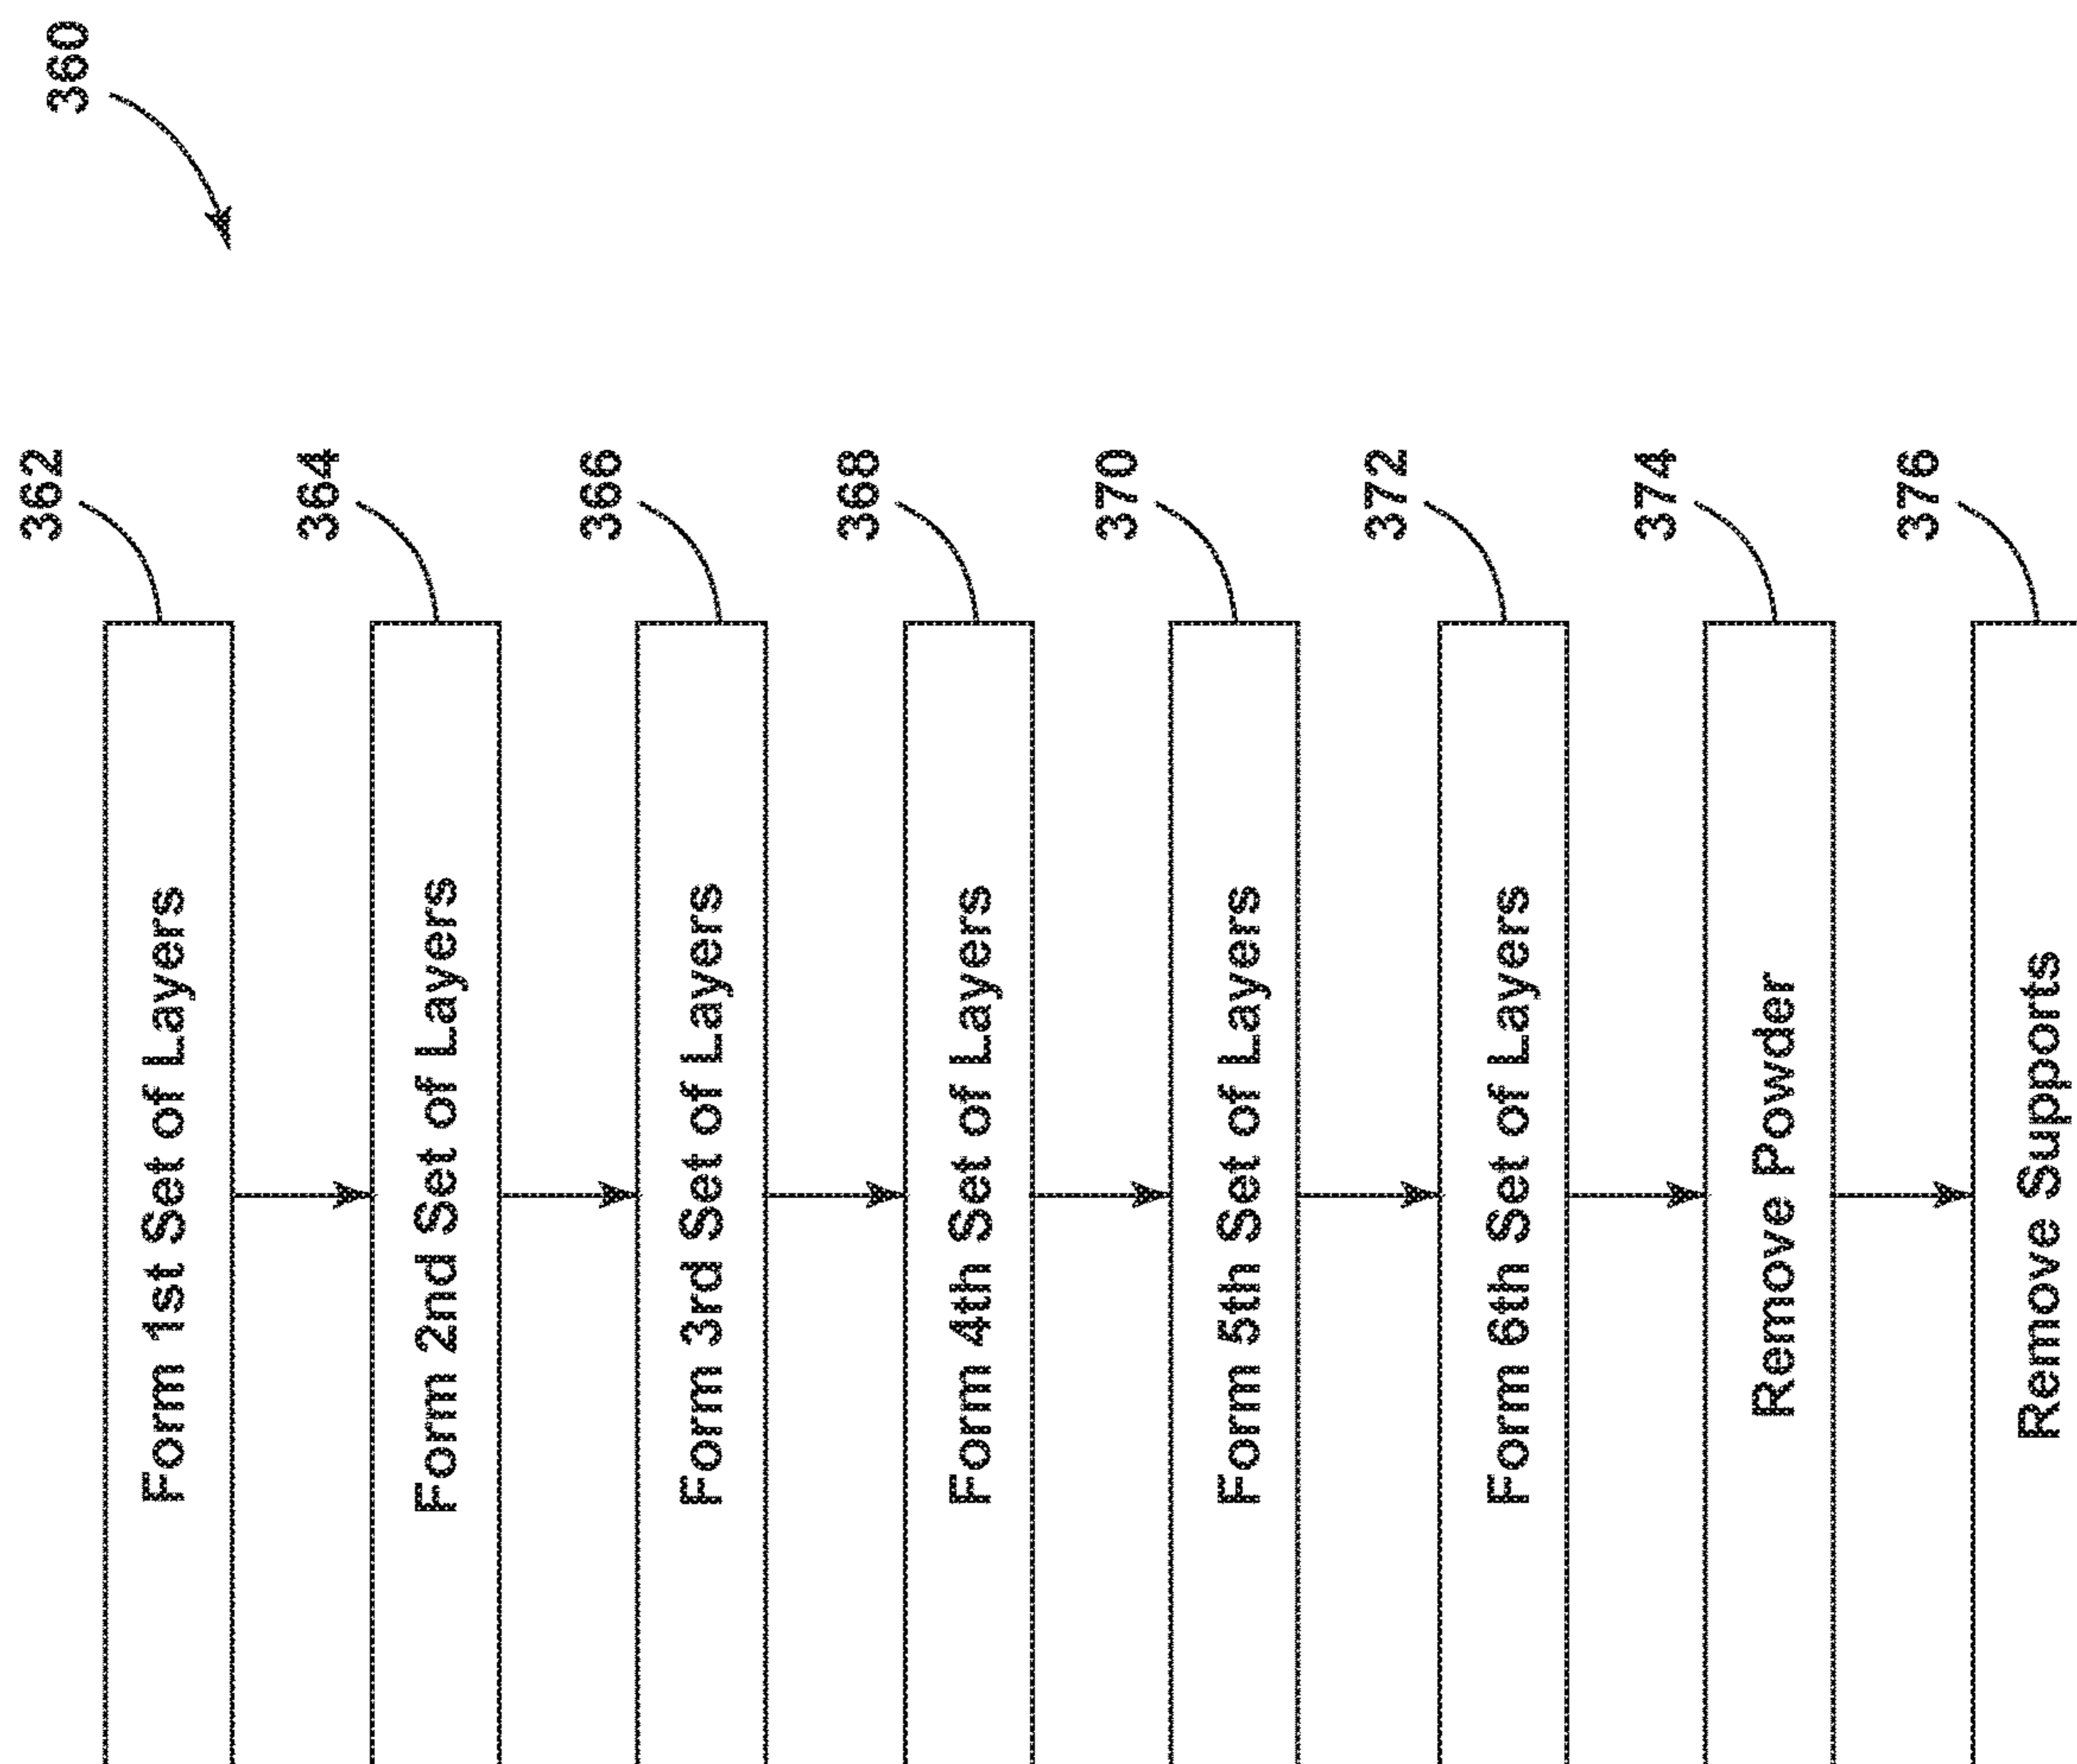 360
362
Form 1st Set of Layers
364
Form 2nd Set of Layers
366
Form 3rd Set of Layers
368
Form 4th Set of Layers
370
Form 5th Set of Layers
372
Form 6th Set of Layers
374
Remove Powder
376
Remove Supports